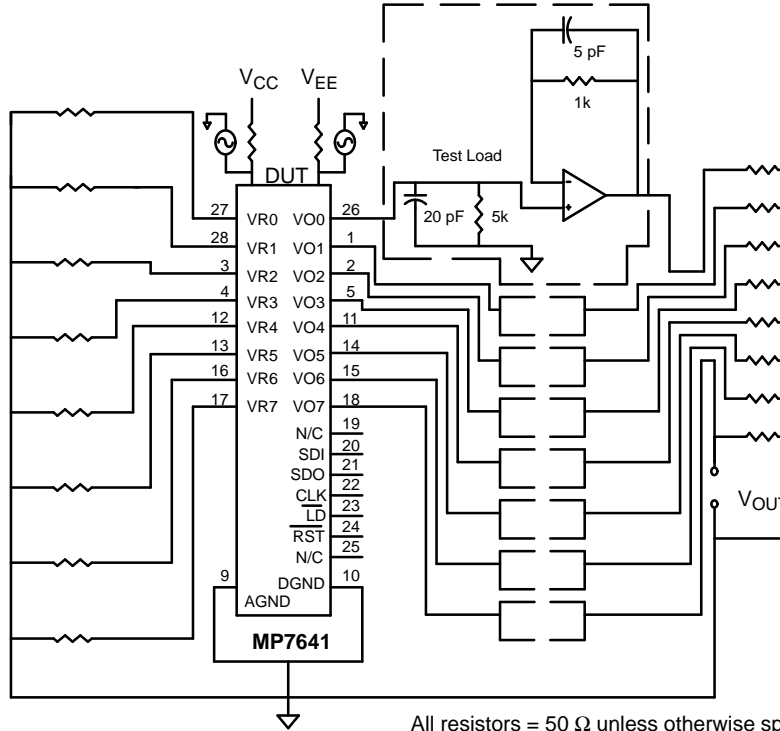 5 pF
1k
VCC VEE
Test Load
20 pF 5k
DUT
27 VR0 VO0 26
28 VR1 VO1 1
3 VR2 VO2 2
4 VR3 VO3 5
12 VR4 VO4 11
13 VR5 VO5 14
16 VR6 VO6 15
17 VR7 VO7 18
N/C 19
SDI 20
SDO 21
CLK 22
LD 23
RST 24
N/C 25
9 DGND 10
AGND
MP7641
- +
VOUT
All resistors = 50 Ω unless otherwise sp